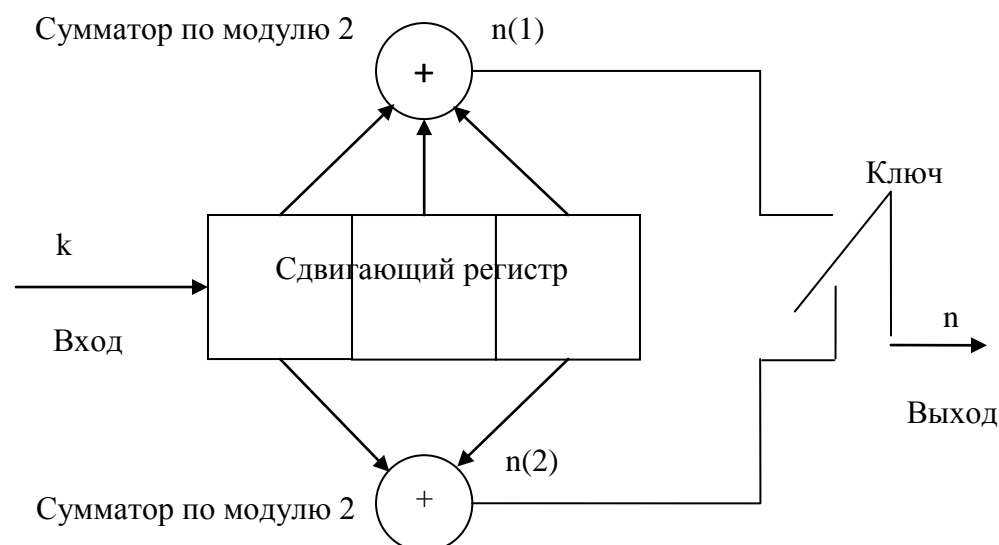 Сумматор по модулю 2
n(1)
+
Ключ
k
Сдвигающий регистр
Вход
n
Выход
n(2)
+
Сумматор по модулю 2